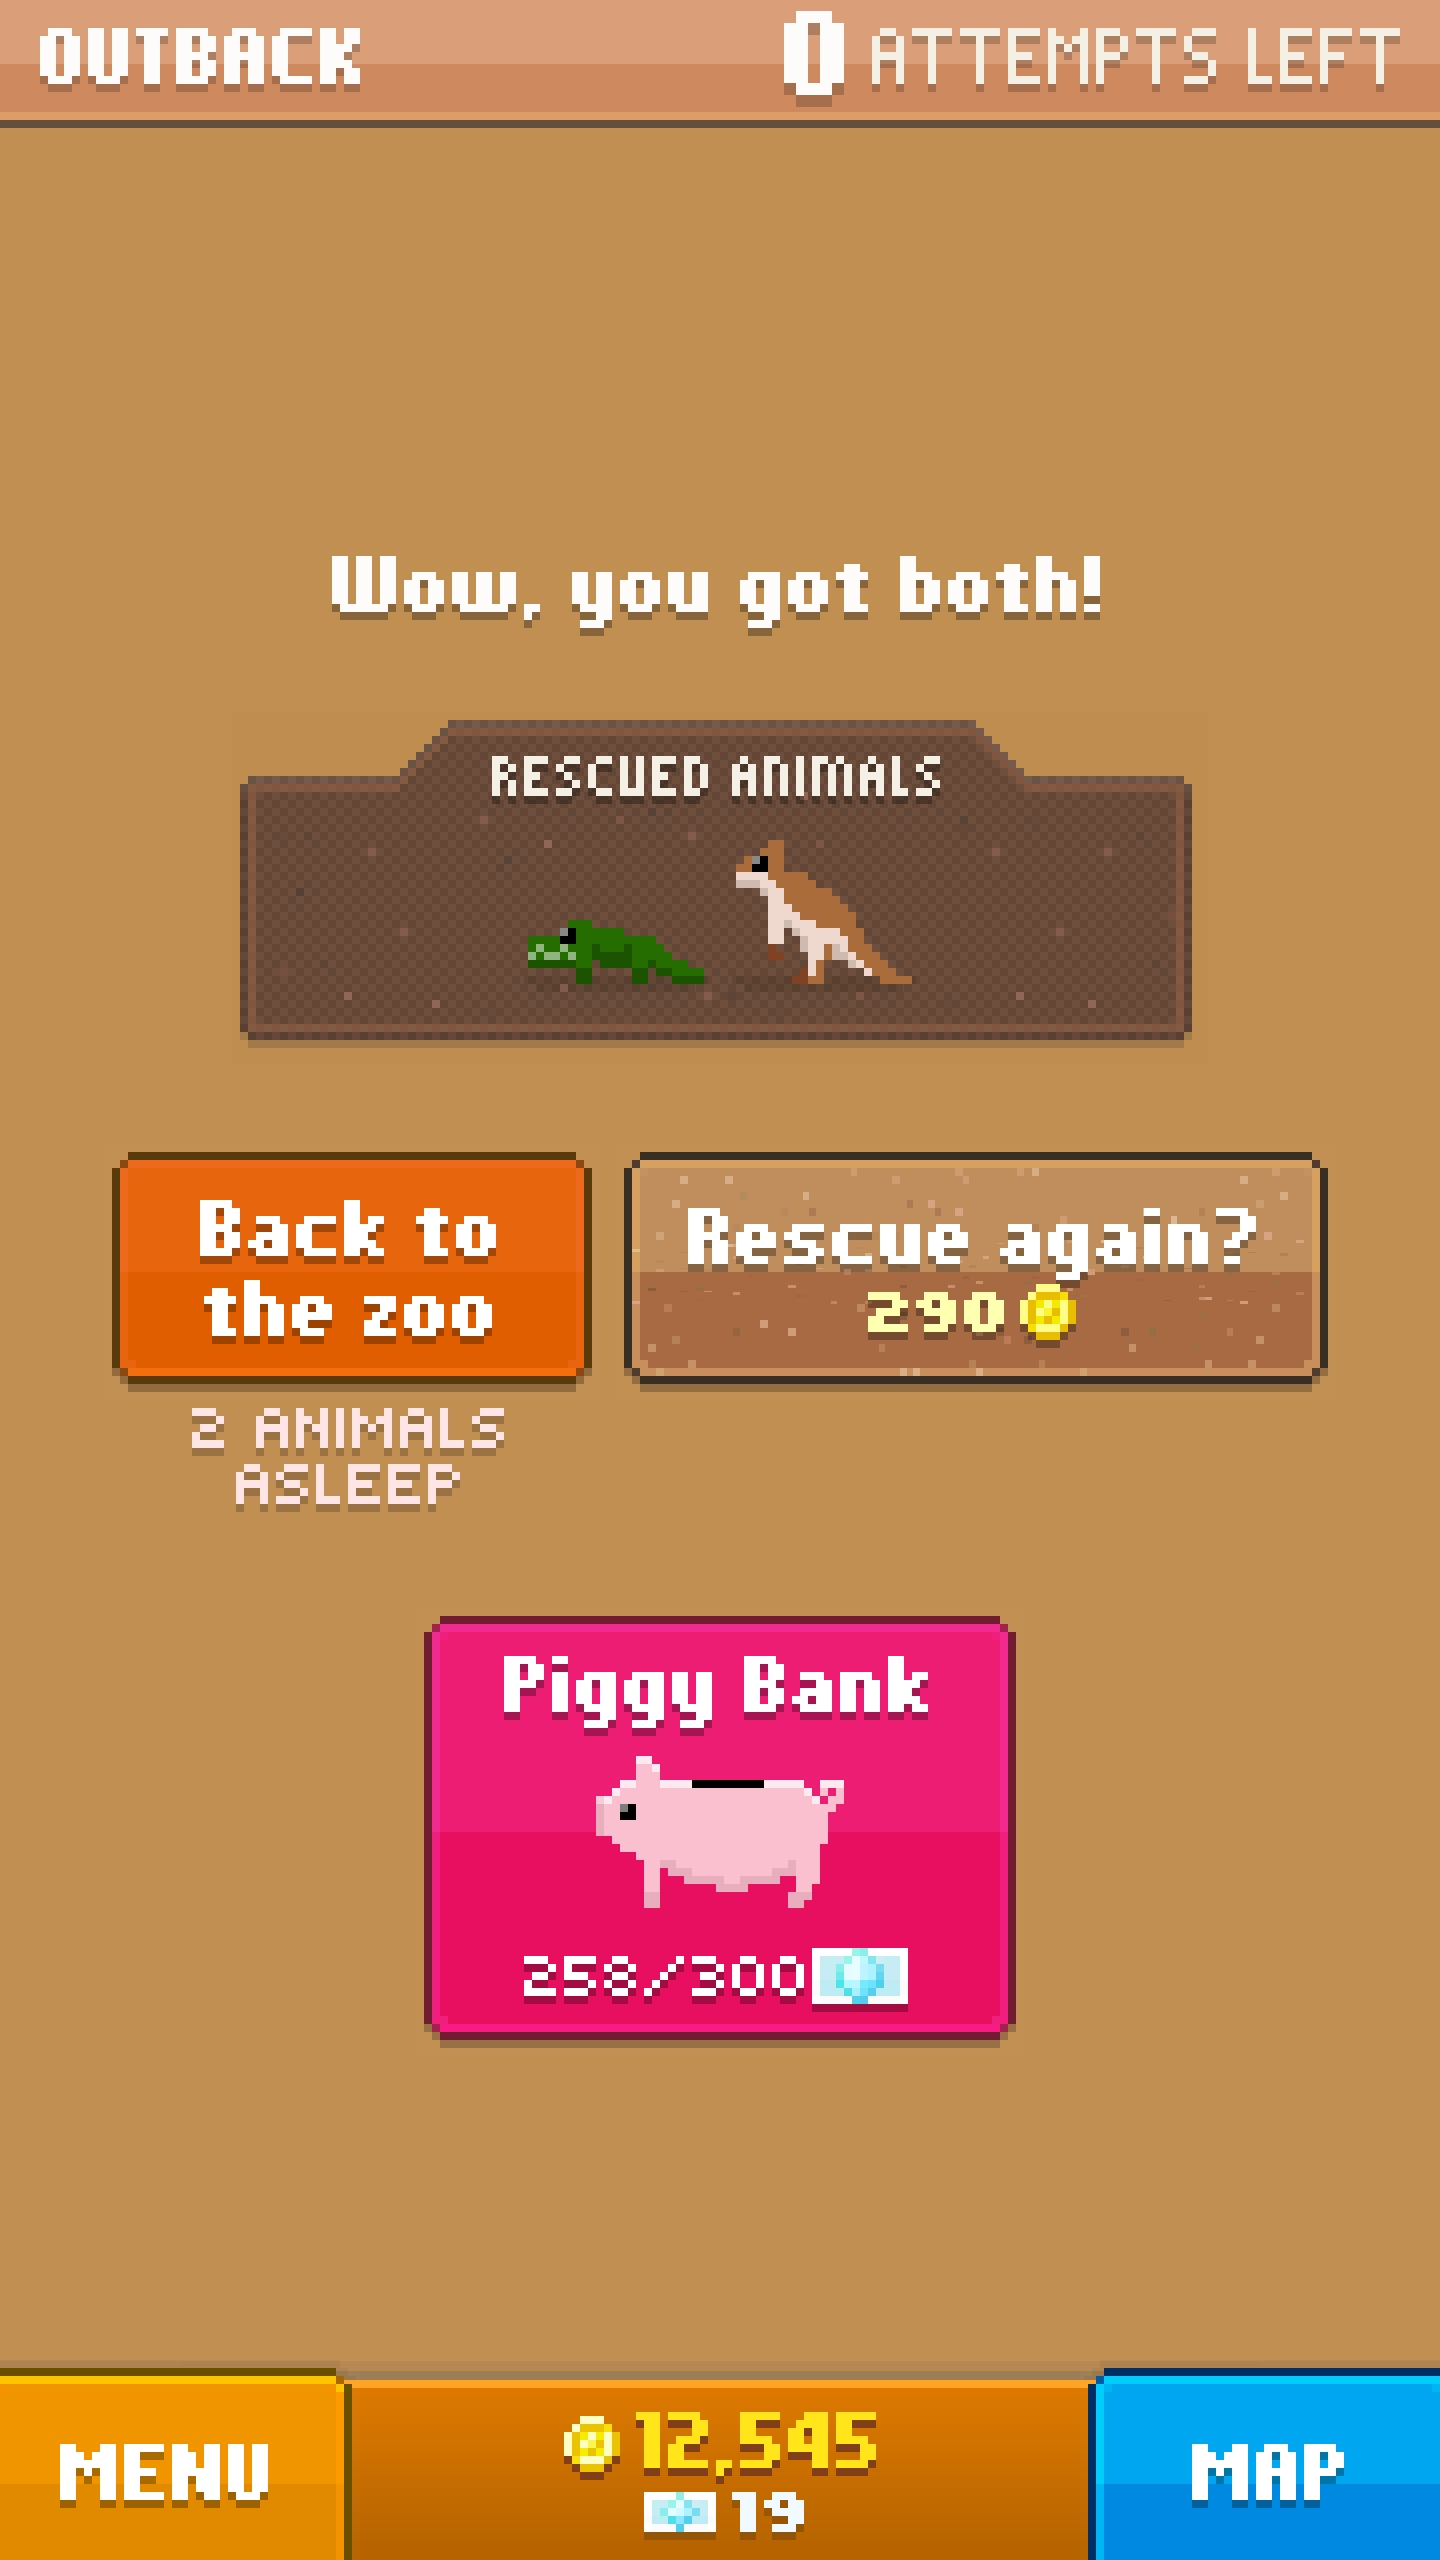 OUTBACK
0 ATTEMPTS LEFT
Wow, you got both!
RESCUED ANIMALS
Back to
the zoo
Rescue again?
290
2 ANIMALS
ASLEEP
Piggy Bank
258/300
MENU
12,545
19
MAP